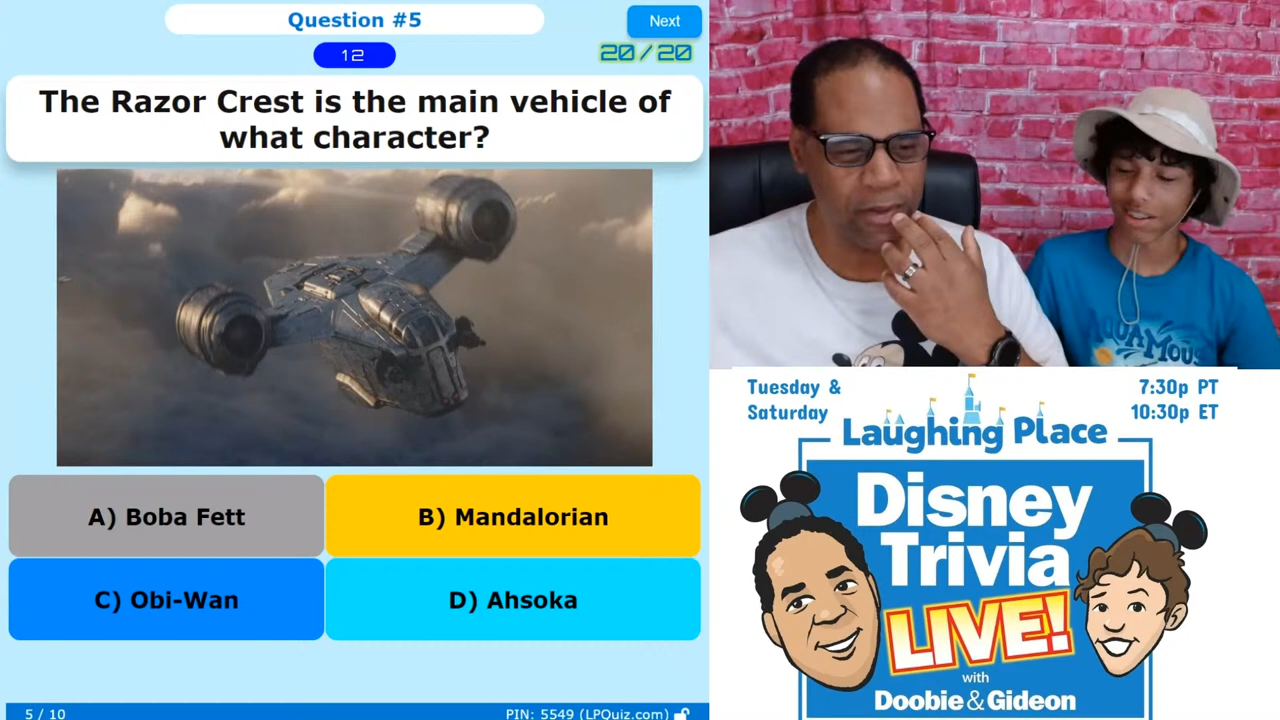 Question #5
Next
12
20/20
The Razor Crest is the main vehicle of
what character?
A) Boba Fett
B) Mandalorian
C) Obi-Wan
D) Ahsoka
5 / 10
PIN: 5549 (LPQuiz.com)
AQUAMOUS
Tuesday &
Saturday
7:30p PT
10:30p ET
Laughing Place
Disney
Trivia
LIVE!
with
Doobie & Gideon